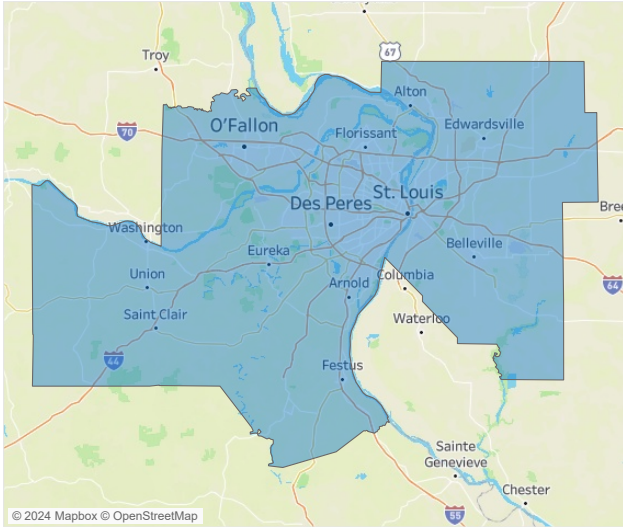 67
Troy
Alton
70
O'Fallon
Florissant
Edwardsville
St. Louis
Des Peres
Washington
Belleville
Eureka
Union
Arnold
Columbia
64
Saint Clair
Waterloo
44
Festus
Sainte
Genevieve
Chester
55
© 2024 Mapbox © OpenStreetMap